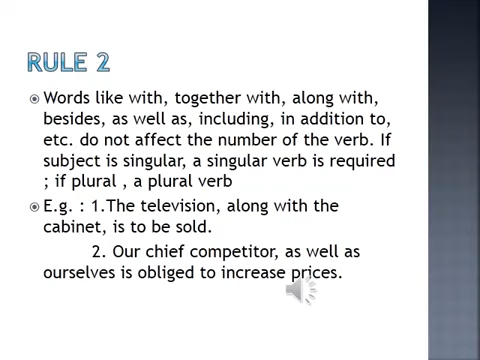 RULE 2
Words like with, together with, along with,
besides, as well as, including, in addition to,
etc. do not affect the number of the verb. If
subject is singular, a singular verb is required
; if plural , a plural verb
E.g. : 1.The television, along with the
cabinet, is to be sold.
2. Our chief competitor, as well as
ourselves is obliged to increase prices.